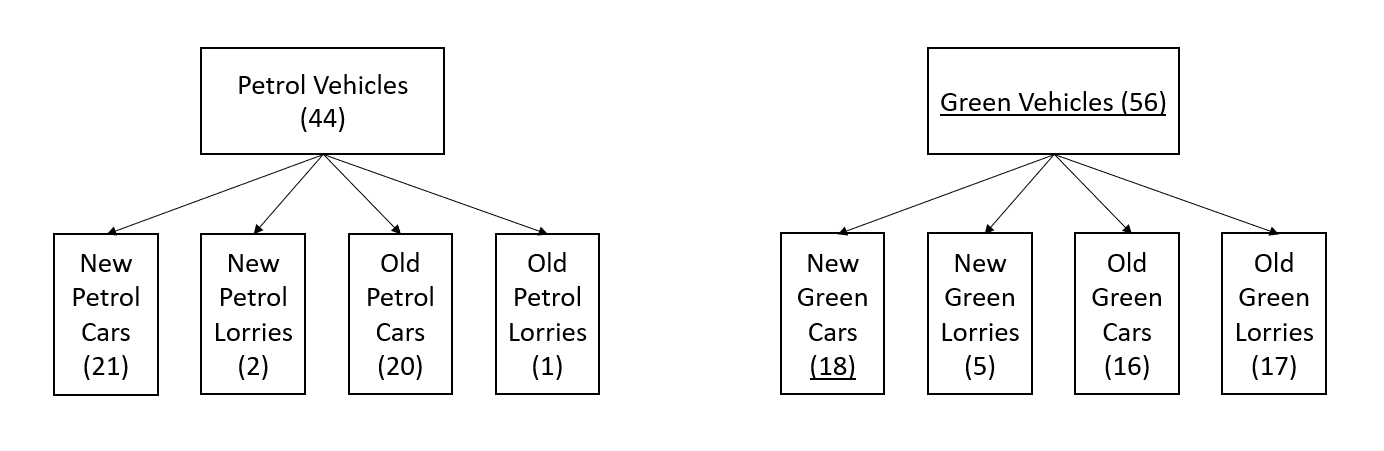 Petrol Vehicles
(44)
Green Vehicles (56)
New
Petrol
Cars
(21)
New
Petrol
Lorries
(2)
Old
Petrol
Cars
(20)
Old
Petrol
Lorries
(1)
New
Green
Cars
(18)
New
Green
Lorries
(5)
Old
Green
Cars
(16)
Old
Green
Lorries
(17)